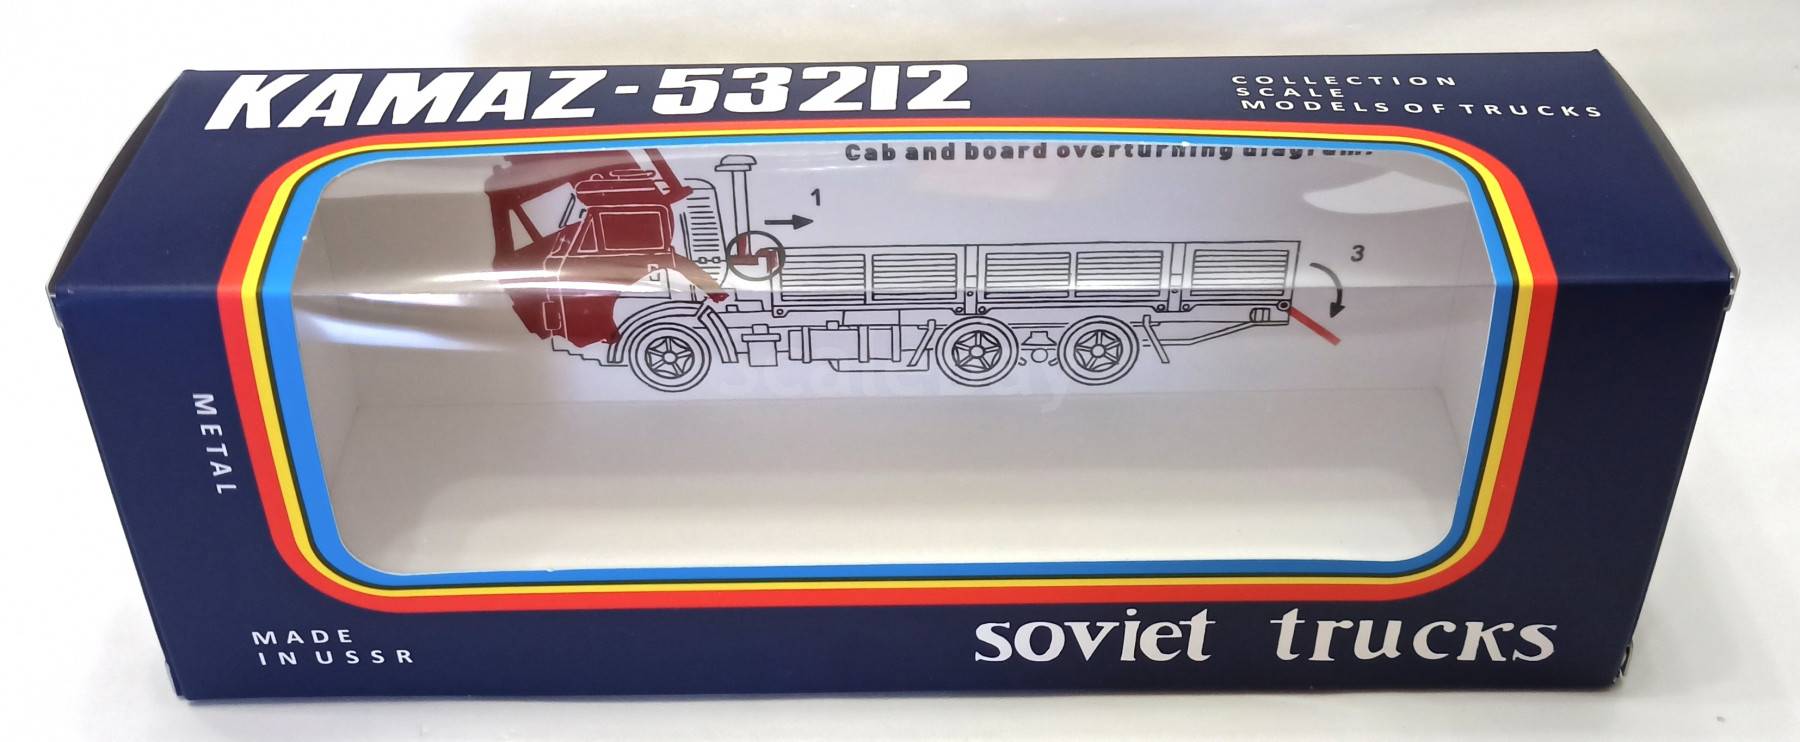 KAMAZ-53212
COLLECTION
SCALE
MODELS OF TRUCKS
Cab and board overturning diagram.
1
3
METAL
MADE
IN USSR
soviet trucks